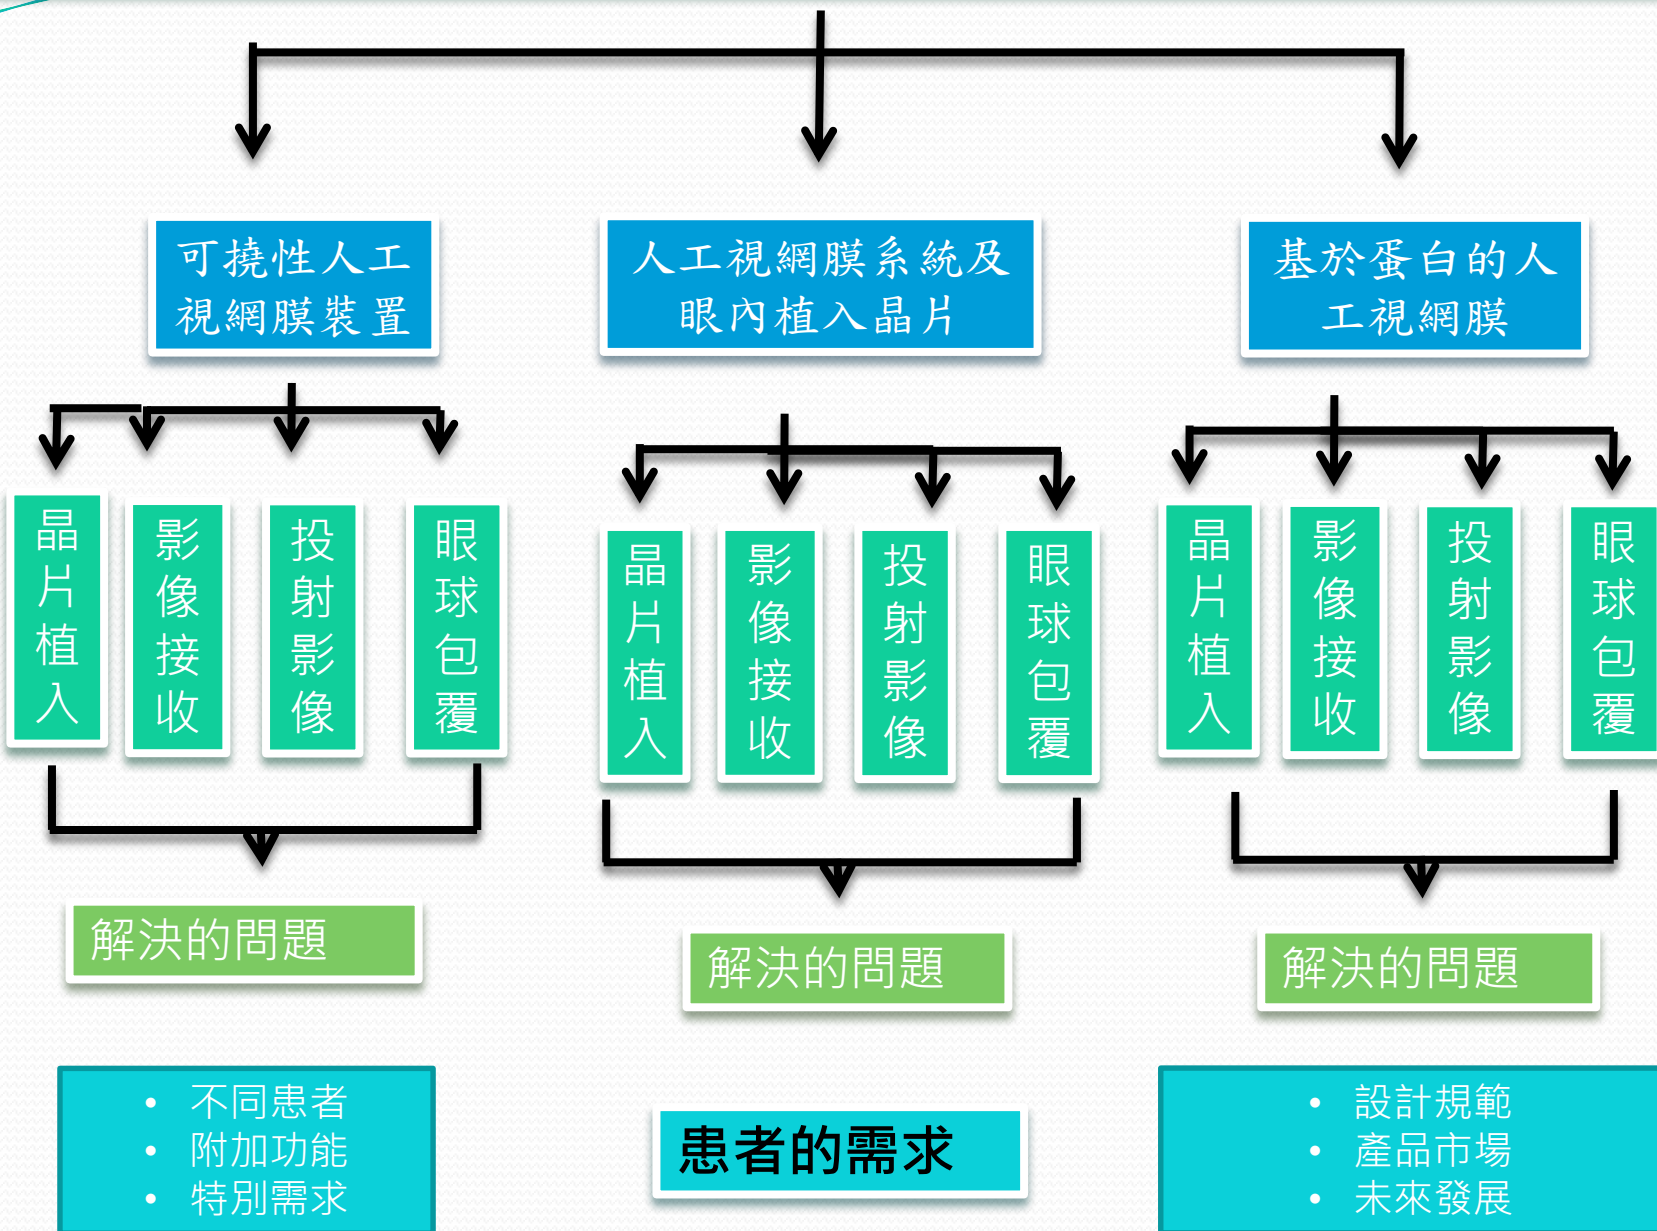 可撓性人工
視網膜裝置
人工視網膜系統及
眼內植入晶片
基於蛋白的人
工視網膜
晶片植入
影像接收
投射影像
眼球包覆
晶片植入
影像接收
投射影像
眼球包覆
晶片植入
影像接收
投射影像
眼球包覆
解決的問題
解決的問題
解決的問題
• 不同患者
• 附加功能
• 特別需求
患者的需求
• 設計規範
• 產品市場
• 未來發展